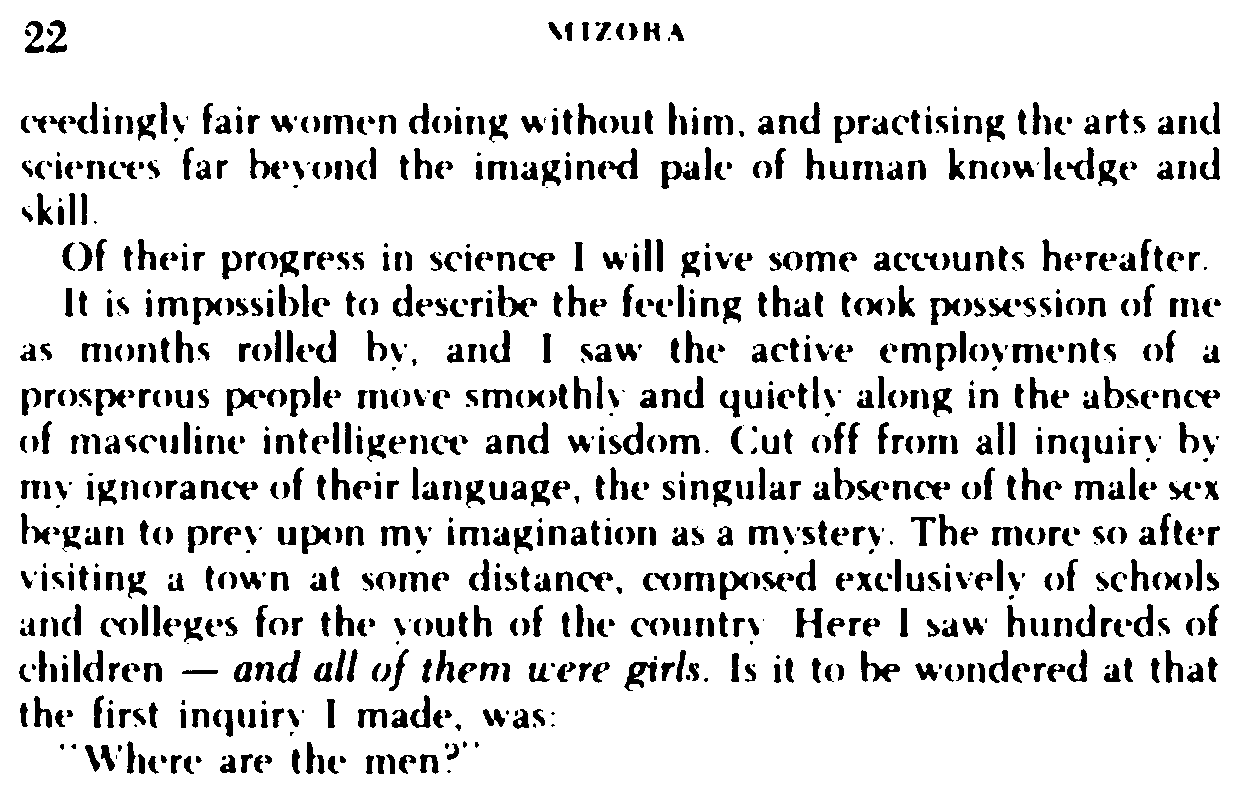 22 MIZORA
ceedingly fair women doing without him, and practising the arts and
sciences far beyond the imagined pale of human knowledge and
skill.
Of their progress in science I will give some accounts hereafter.
It is impossible to describe the feeling that took possession of me
as months rolled by, and I saw the active employments of a
prosperous people move smoothly and quietly along in the absence
of masculine intelligence and wisdom. Cut off from all inquiry by
my ignorance of their language, the singular absence of the male sex
began to prey upon my imagination as a mystery. The more so after
visiting a town at some distance, composed exclusively of schools
and colleges for the youth of the country Here I saw hundreds of
children — and all of them were girls. Is it to be wondered at that
the first inquiry I made, was:
"Where are the men?"